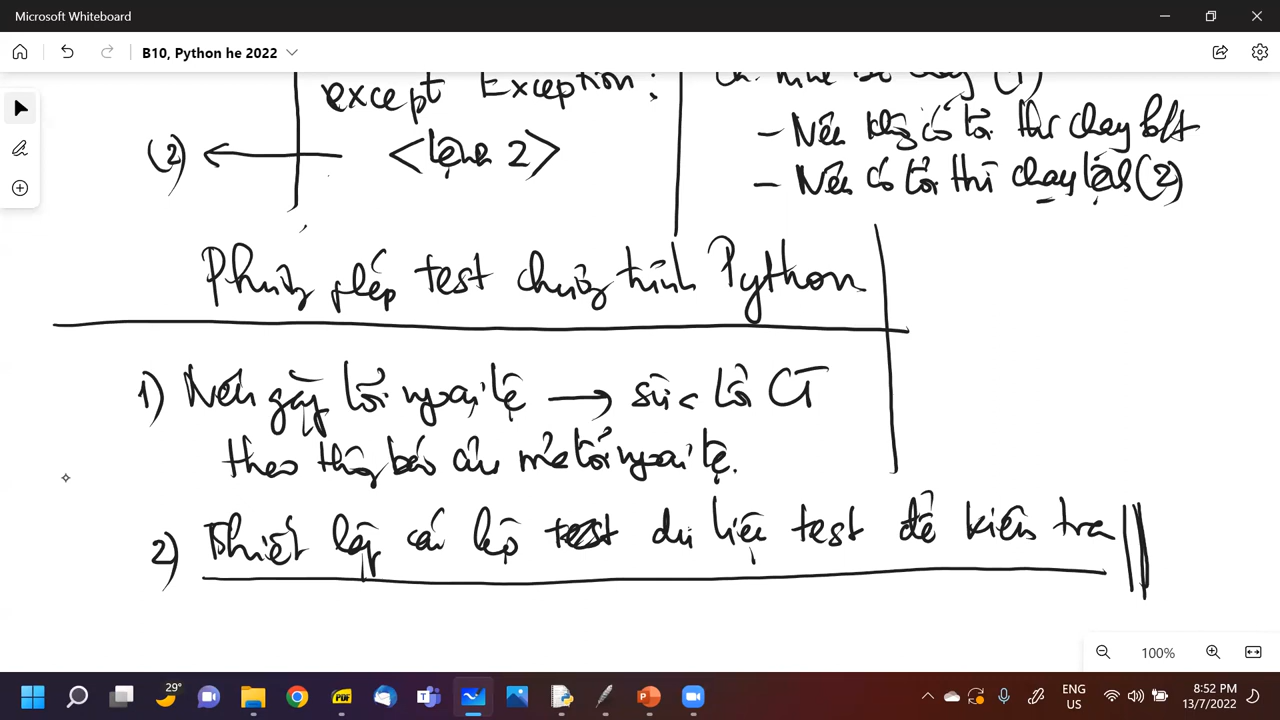 Microsoft Whiteboard
B10, Python he 2022
except Exception:
(2) <lệnh 2>
(1)
– Nếu không có lỗi thì chạy
– Nếu có lỗi thì chạy lệnh (2)
Phương pháp test chương trình Python
1) Nếu gặp lỗi ngoại lệ → sửa lỗi CT
theo thông báo của mã lỗi ngoại lệ.
2) Thiết lập các bộ test dữ liệu test để kiểm tra
100%
29°
ENG
US
8:52 PM
13/7/2022